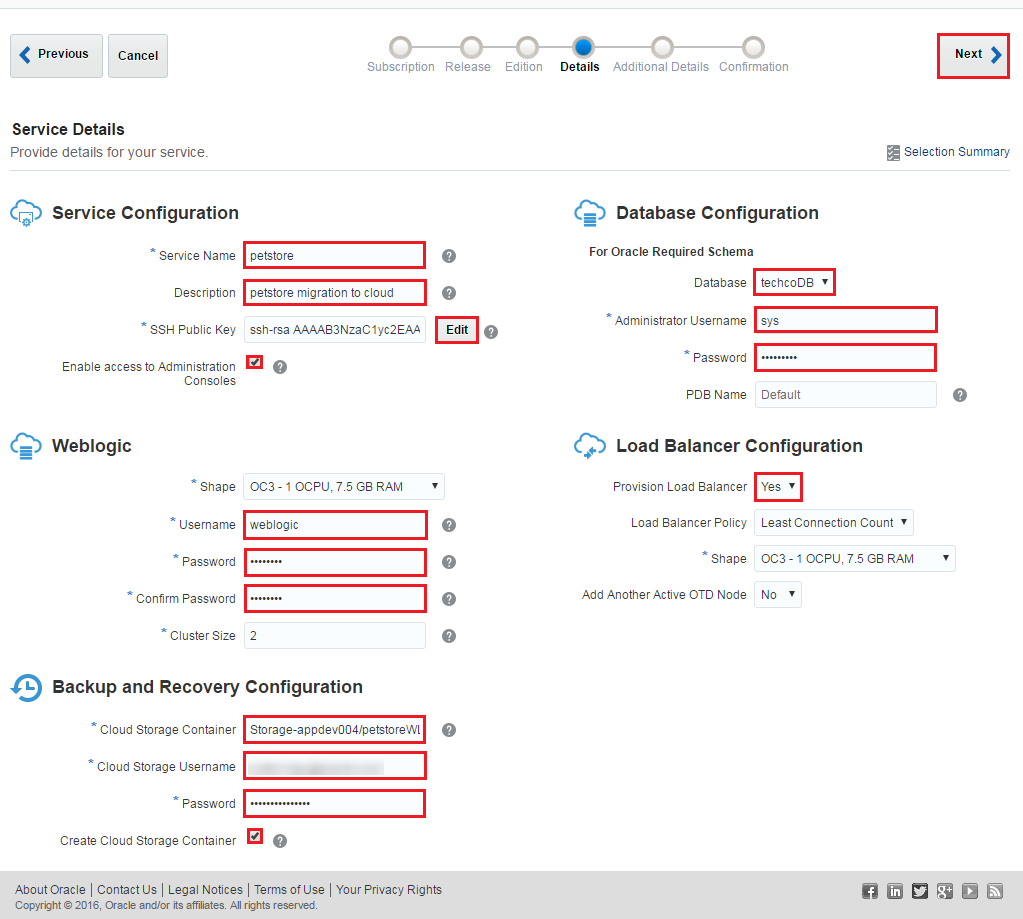 Previous
Cancel
Subscription Release Edition Details Additional Details Confirmation
Next
Service Details
Provide details for your service.
Selection Summary
Service Configuration
* Service Name petstore ?
Description petstore migration to cloud ?
* SSH Public Key ssh-rsa AAAAB3NzaC1yc2EAA Edit ?
Enable access to Administration
Consoles
?
Database Configuration
For Oracle Required Schema
Database techcoDB
* Administrator Username sys
* Password •••••••••
PDB Name Default ?
Weblogic
* Shape OC3 - 1 OCPU, 7.5 GB RAM
* Username weblogic ?
* Password •••••••• ?
* Confirm Password •••••••• ?
* Cluster Size 2 ?
Load Balancer Configuration
Provision Load Balancer Yes
Load Balancer Policy Least Connection Count
* Shape OC3 - 1 OCPU, 7.5 GB RAM
Add Another Active OTD Node No
Backup and Recovery Configuration
* Cloud Storage Container Storage-appdev004/petstoreWL ?
* Cloud Storage Username
* Password •••••••••••••••
Create Cloud Storage Container ?
About Oracle | Contact Us | Legal Notices | Terms of Use | Your Privacy Rights
Copyright © 2016, Oracle and/or its affiliates. All rights reserved.